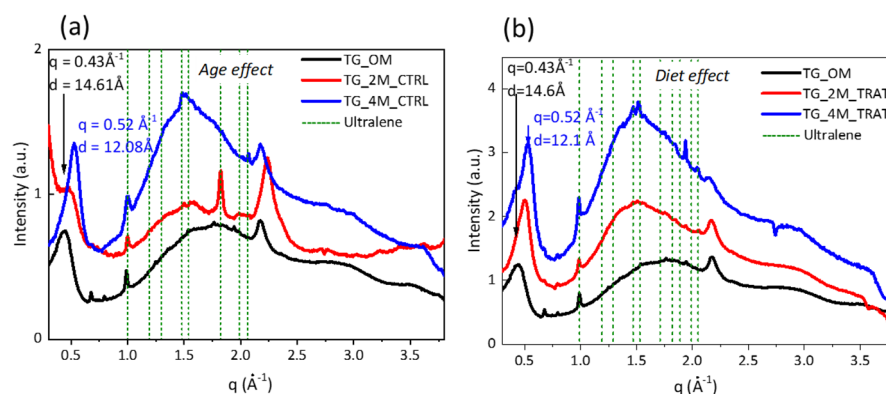 (a)
Age effect
q = 0.43Å-1
d = 14.61Å
q = 0.52 Å-1
d = 12.08Å
TG_OM
TG_2M_CTRL
TG_4M_CTRL
Ultralene
Intensity (a.u.)
2
1
0
0.5 1.0 1.5 2.0 2.5 3.0 3.5
q (Å-1)
(b)
Diet effect
q=0.43Å-1
d=14.6Å
q=0.52 Å-1
d=12.1 Å
TG_OM
TG_2M_TRAT
TG_4M_TRAT
Ultralene
Intensity (a.u.)
4
3
2
1
0
0.5 1.0 1.5 2.0 2.5 3.0 3.5
q (Å-1)